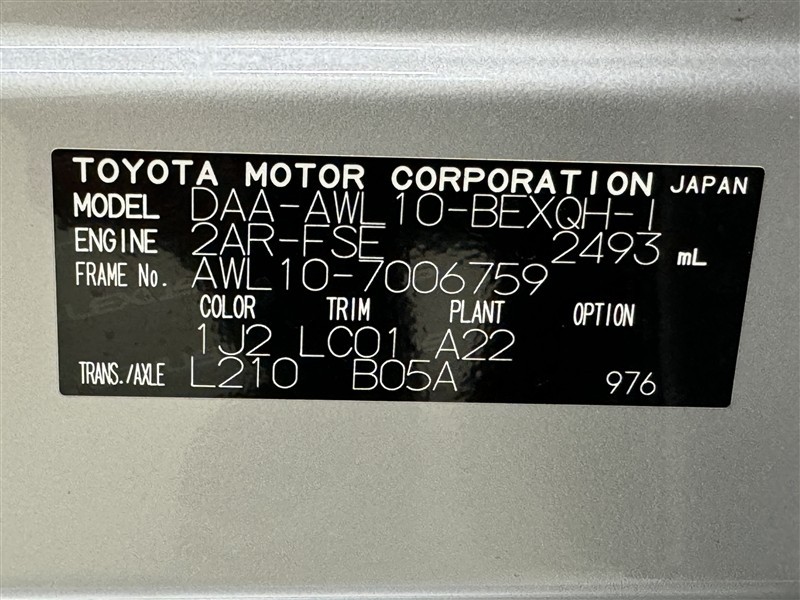 TOYOTA MOTOR CORPORATION JAPAN
MODEL DAA-AWL10-BEXQH-1
ENGINE 2AR-FSE 2493 mL
FRAME No. AWL10-7006759
COLOR TRIM PLANT OPTION
1J2 LC01 A22
TRANS./AXLE L210 B05A 976